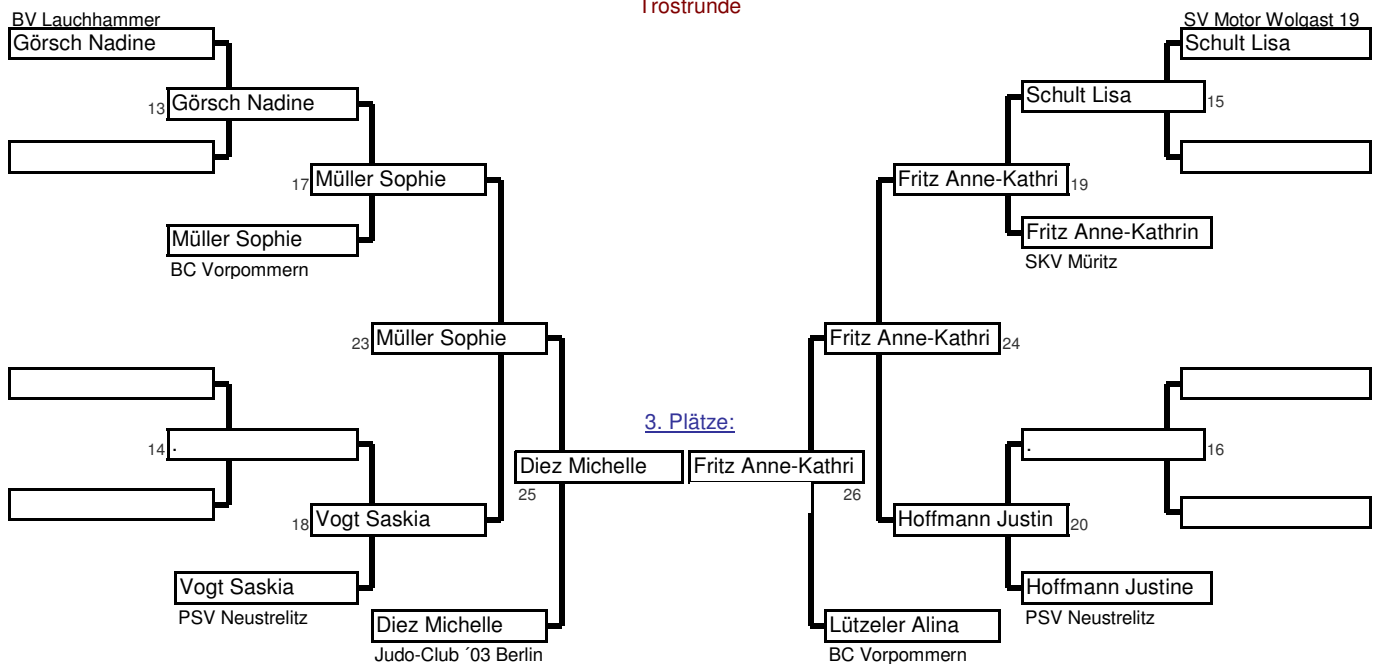 Trostrunde
BV Lauchhammer
SV Motor Wolgast 19
Görsch Nadine
Schult Lisa
13 Görsch Nadine
Schult Lisa 15
17 Müller Sophie
Fritz Anne-Kathri 19
Müller Sophie
Fritz Anne-Kathrin
BC Vorpommern
SKV Müritz
23 Müller Sophie
Fritz Anne-Kathri 24
3. Plätze:
14 .
. 16
Diez Michelle
Fritz Anne-Kathri
25
26
18 Vogt Saskia
Hoffmann Justin 20
Vogt Saskia
Hoffmann Justine
PSV Neustrelitz
PSV Neustrelitz
Diez Michelle
Lützeler Alina
Judo-Club ´03 Berlin
BC Vorpommern